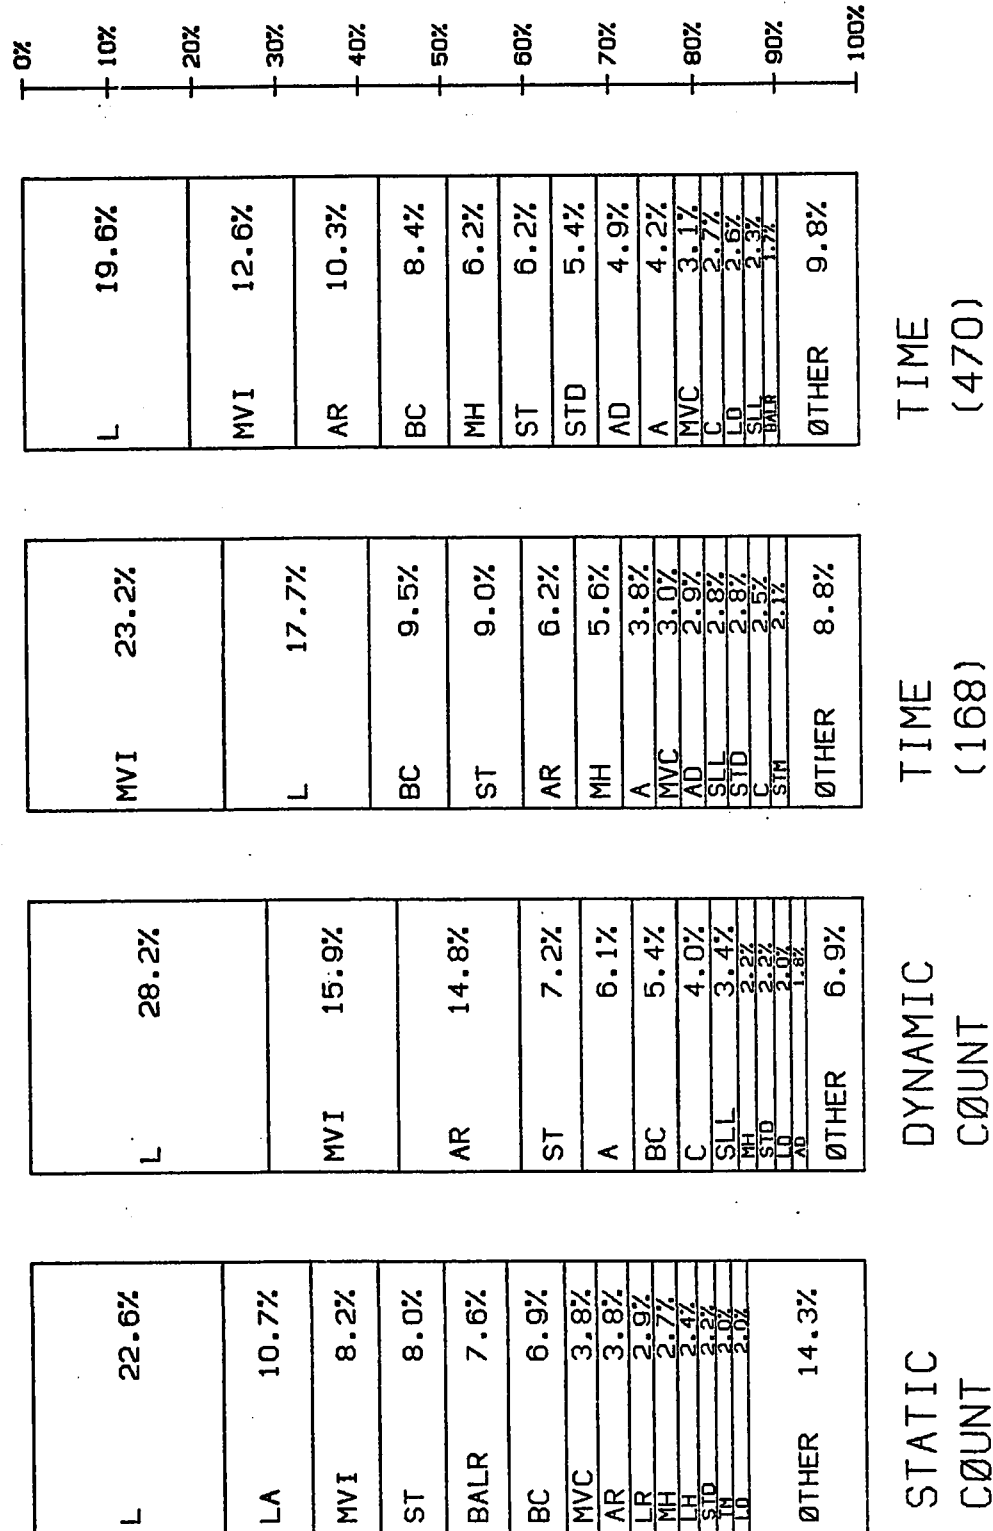 L 22.6%
LA 10.7%
MVI 8.2%
ST 8.0%
BALR 7.6%
BC 6.9%
MVC 3.8%
AR 3.8%
LR 2.9%
MH 2.7%
LH 2.4%
STD 2.2%
TM 2.0%
LD 2.0%
ØTHER 14.3%
STATIC
CØUNT
L 28.2%
MVI 15.9%
AR 14.8%
ST 7.2%
A 6.1%
BC 5.4%
C 4.0%
SLL 3.4%
MH 2.2%
STD 2.2%
LD 2.0%
AD 1.8%
ØTHER 6.9%
DYNAMIC
CØUNT
MVI 23.2%
L 17.7%
BC 9.5%
ST 9.0%
AR 6.2%
MH 5.6%
A 3.8%
MVC 3.0%
AD 2.9%
SLL 2.8%
STD 2.8%
C 2.5%
STM 2.1%
ØTHER 8.8%
TIME
(168)
L 19.6%
MVI 12.6%
AR 10.3%
BC 8.4%
MH 6.2%
ST 6.2%
STD 5.4%
AD 4.9%
A 4.2%
MVC 3.1%
C 2.7%
LD 2.6%
SLL 2.3%
BALR 1.7%
ØTHER 9.8%
TIME
(470)
0%
10%
20%
30%
40%
50%
60%
70%
80%
90%
100%